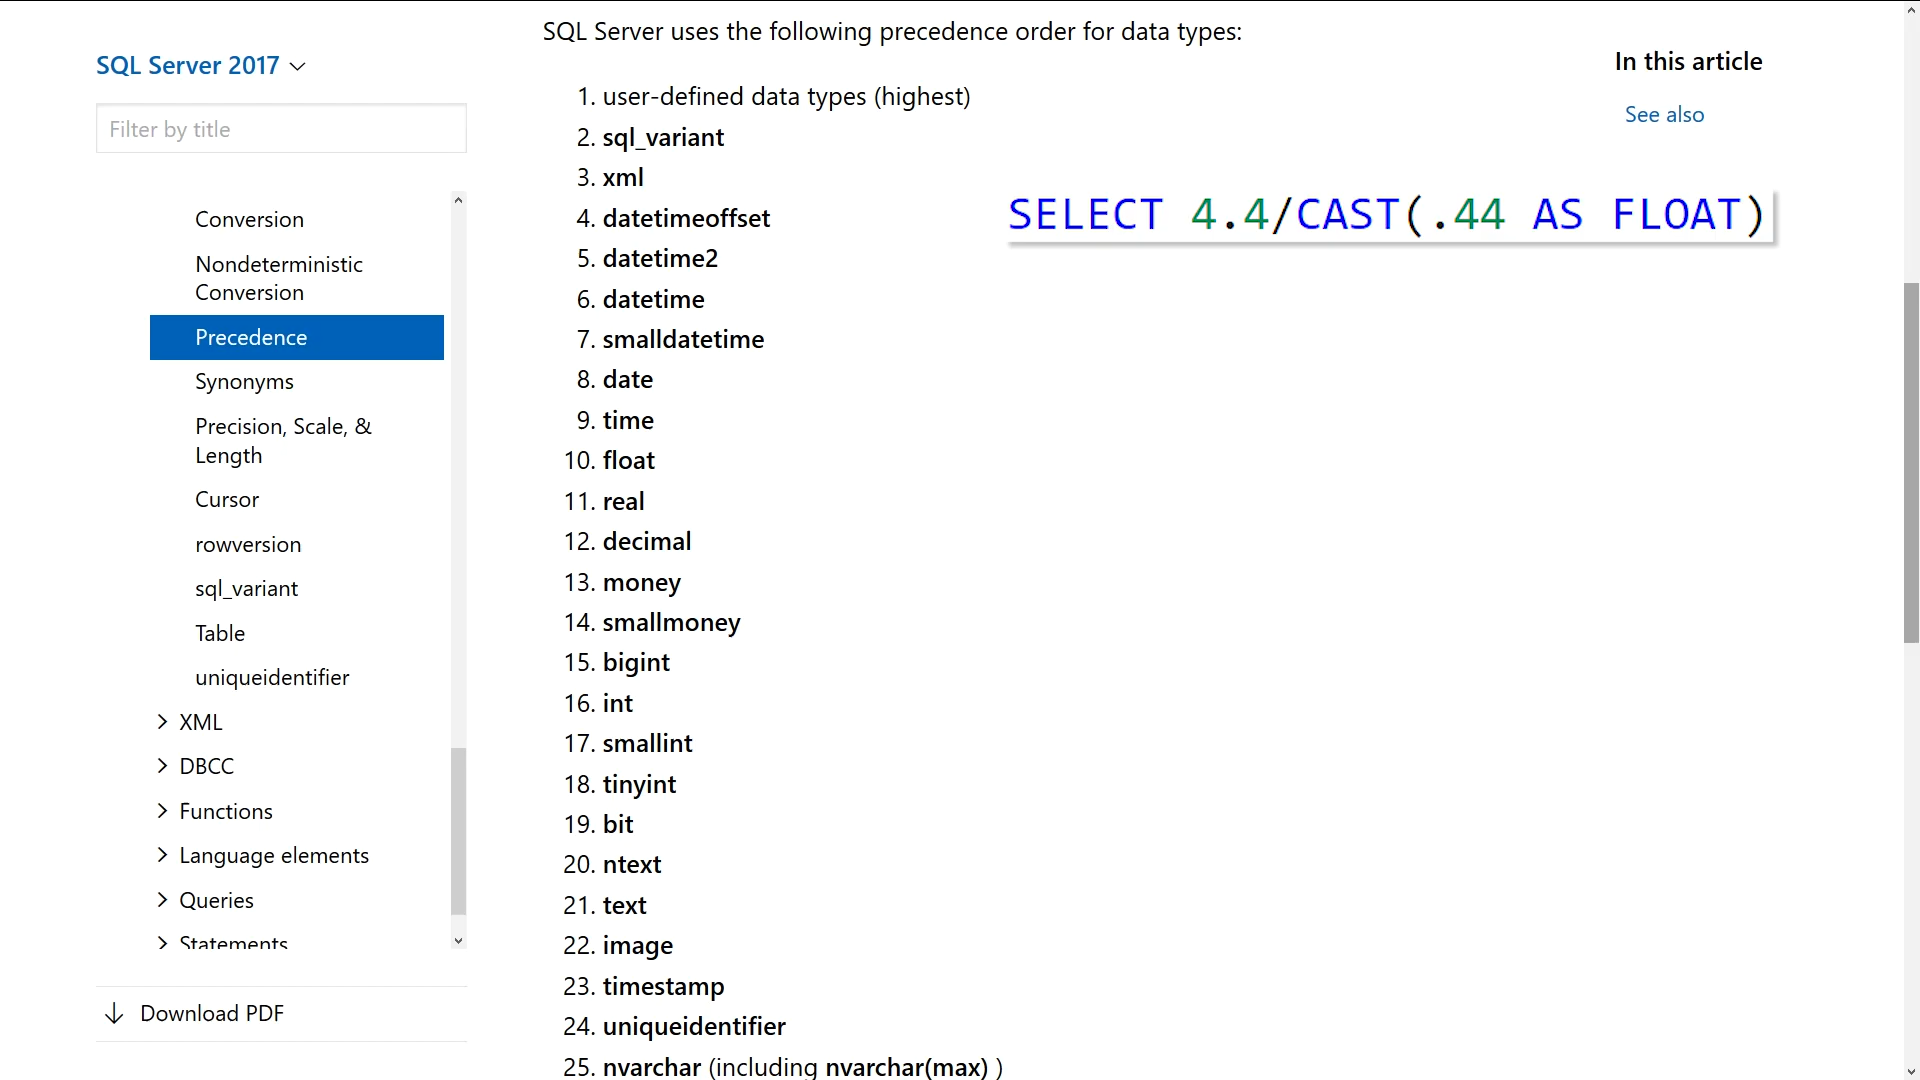 SQL Server 2017
Filter by title
Conversion
Nondeterministic
Conversion
Precedence
Synonyms
Precision, Scale, &
Length
Cursor
rowversion
sql_variant
Table
uniqueidentifier
XML
DBCC
Functions
Language elements
Queries
Statements
Download PDF
SQL Server uses the following precedence order for data types:
1. user-defined data types (highest)
2. sql_variant
3. xml
4. datetimeoffset
5. datetime2
6. datetime
7. smalldatetime
8. date
9. time
10. float
11. real
12. decimal
13. money
14. smallmoney
15. bigint
16. int
17. smallint
18. tinyint
19. bit
20. ntext
21. text
22. image
23. timestamp
24. uniqueidentifier
25. nvarchar (including nvarchar(max) )
SELECT 4.4/CAST(.44 AS FLOAT)
In this article
See also